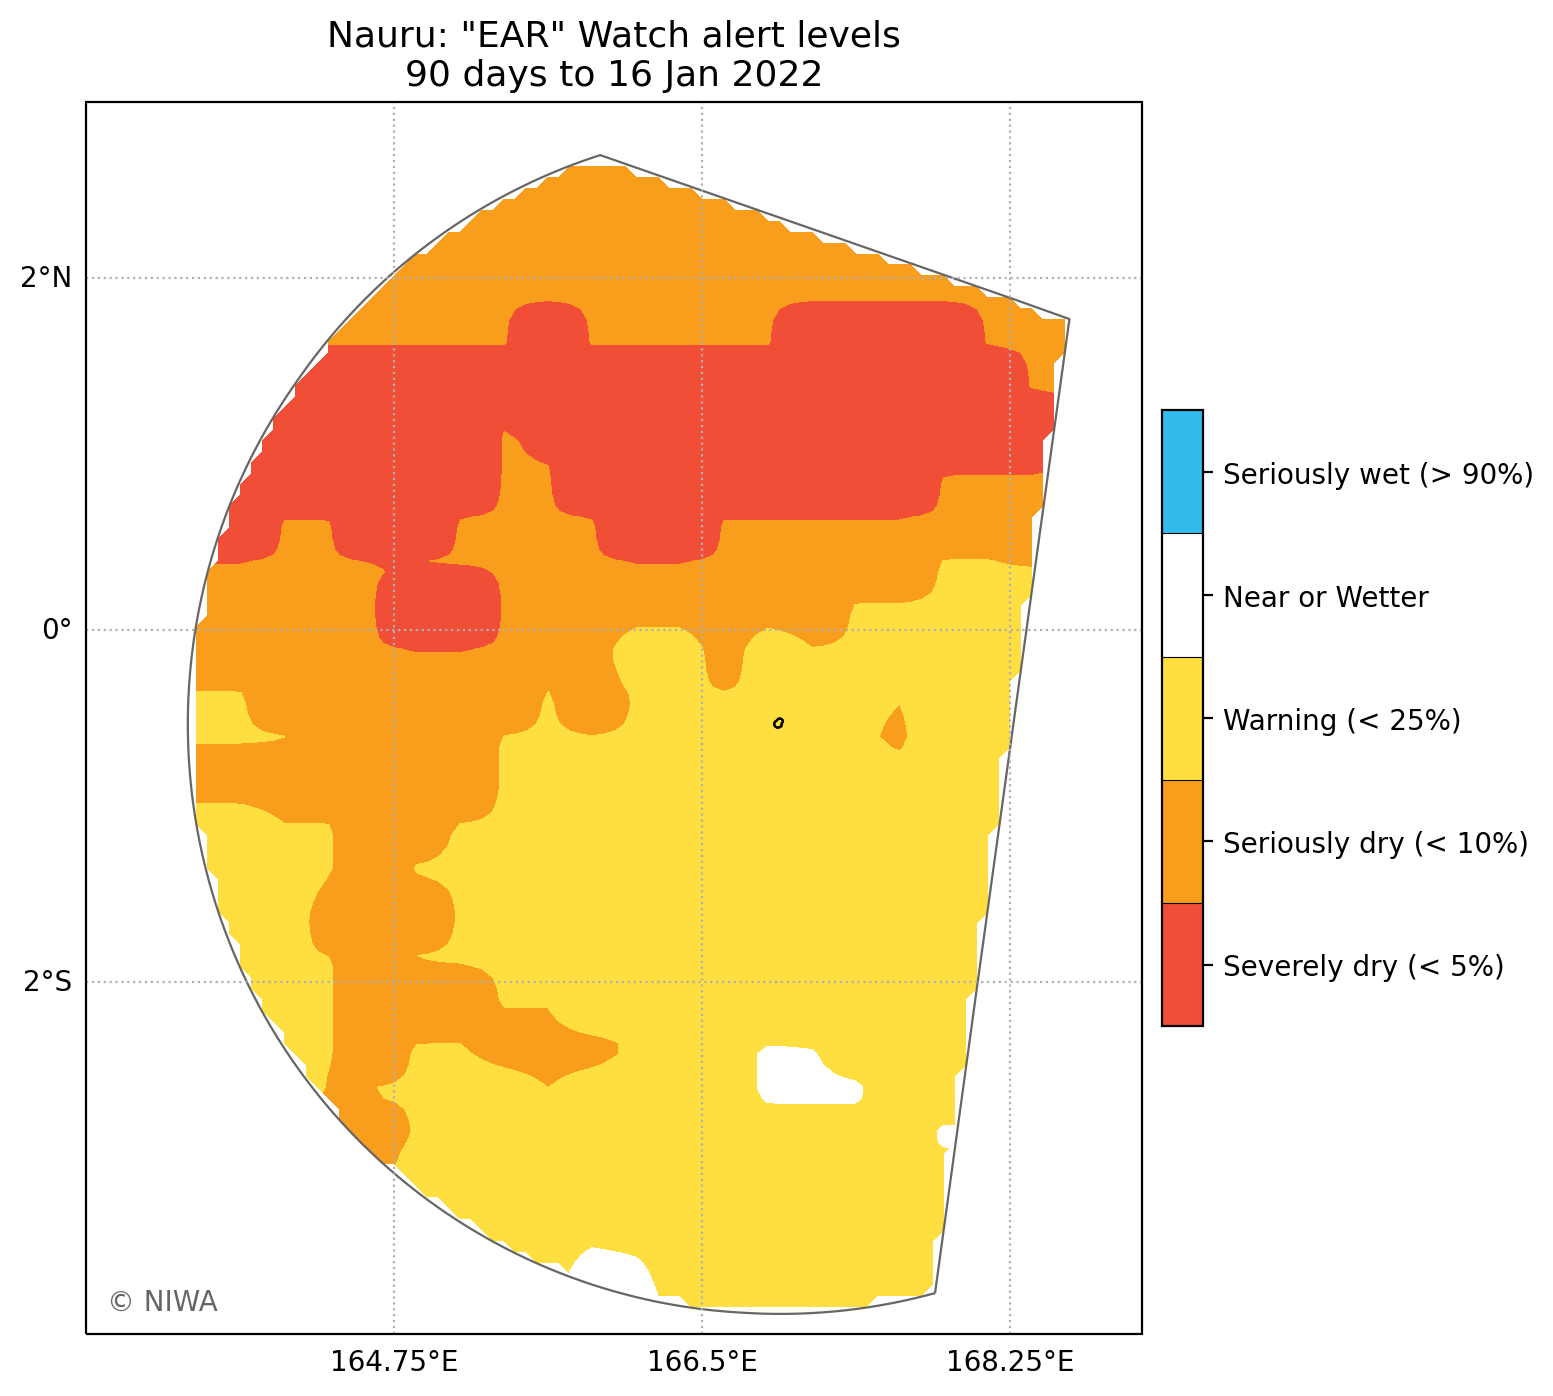 Nauru: "EAR" Watch alert levels
90 days to 16 Jan 2022
2°N
0°
2°S
164.75°E
166.5°E
168.25°E
Seriously wet (> 90%)
Near or Wetter
Warning (< 25%)
Seriously dry (< 10%)
Severely dry (< 5%)
© NIWA